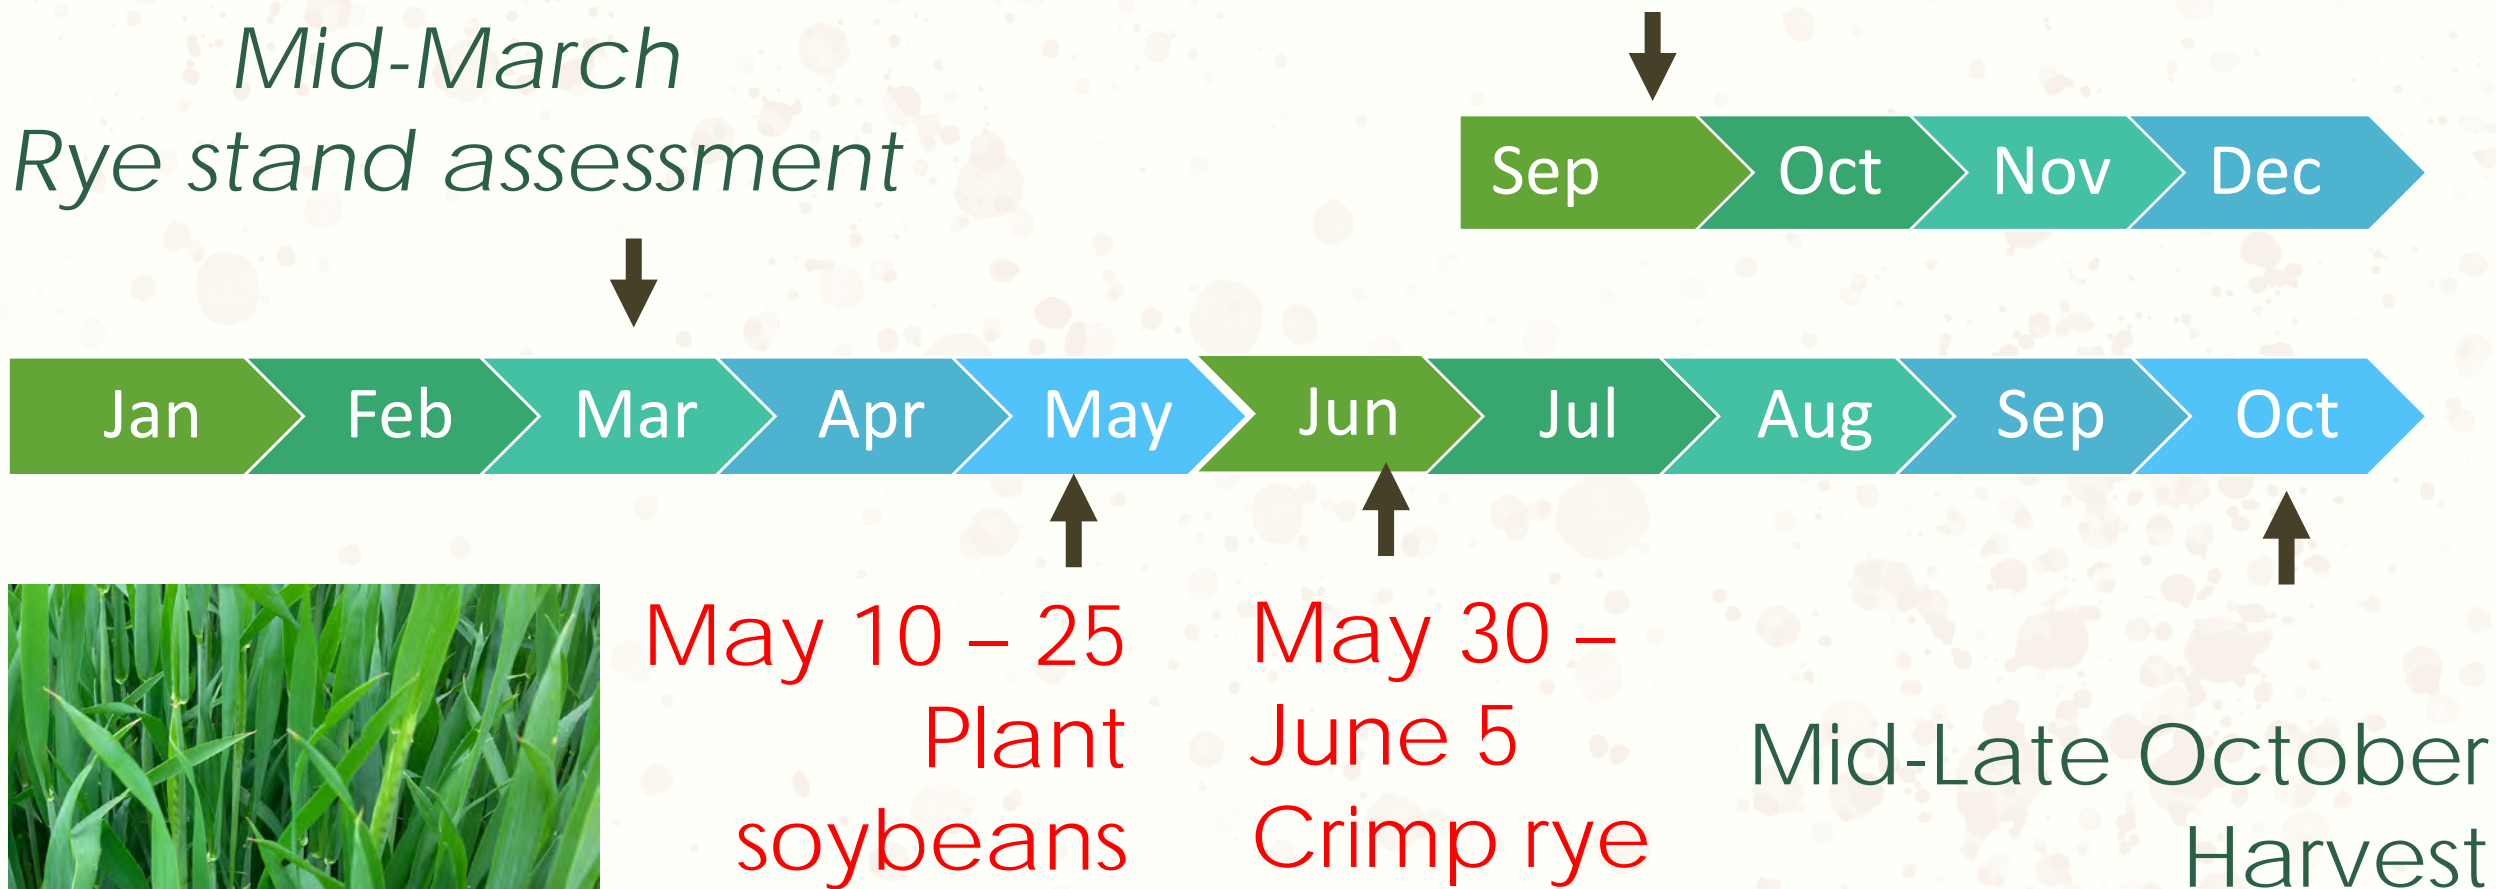 Mid-March
Rye stand assessment
Sep Oct Nov Dec
Jan Feb Mar Apr May Jun Jul Aug Sep Oct
May 10 – 25
Plant
soybeans
May 30 –
June 5
Crimp rye
Mid-Late October
Harvest